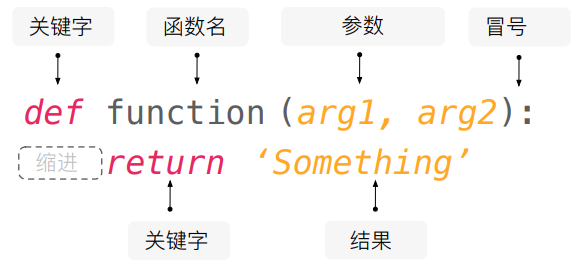 关键字 函数名 参数 冒号
def function (arg1, arg2):
缩进 return ‘Something’
关键字 结果